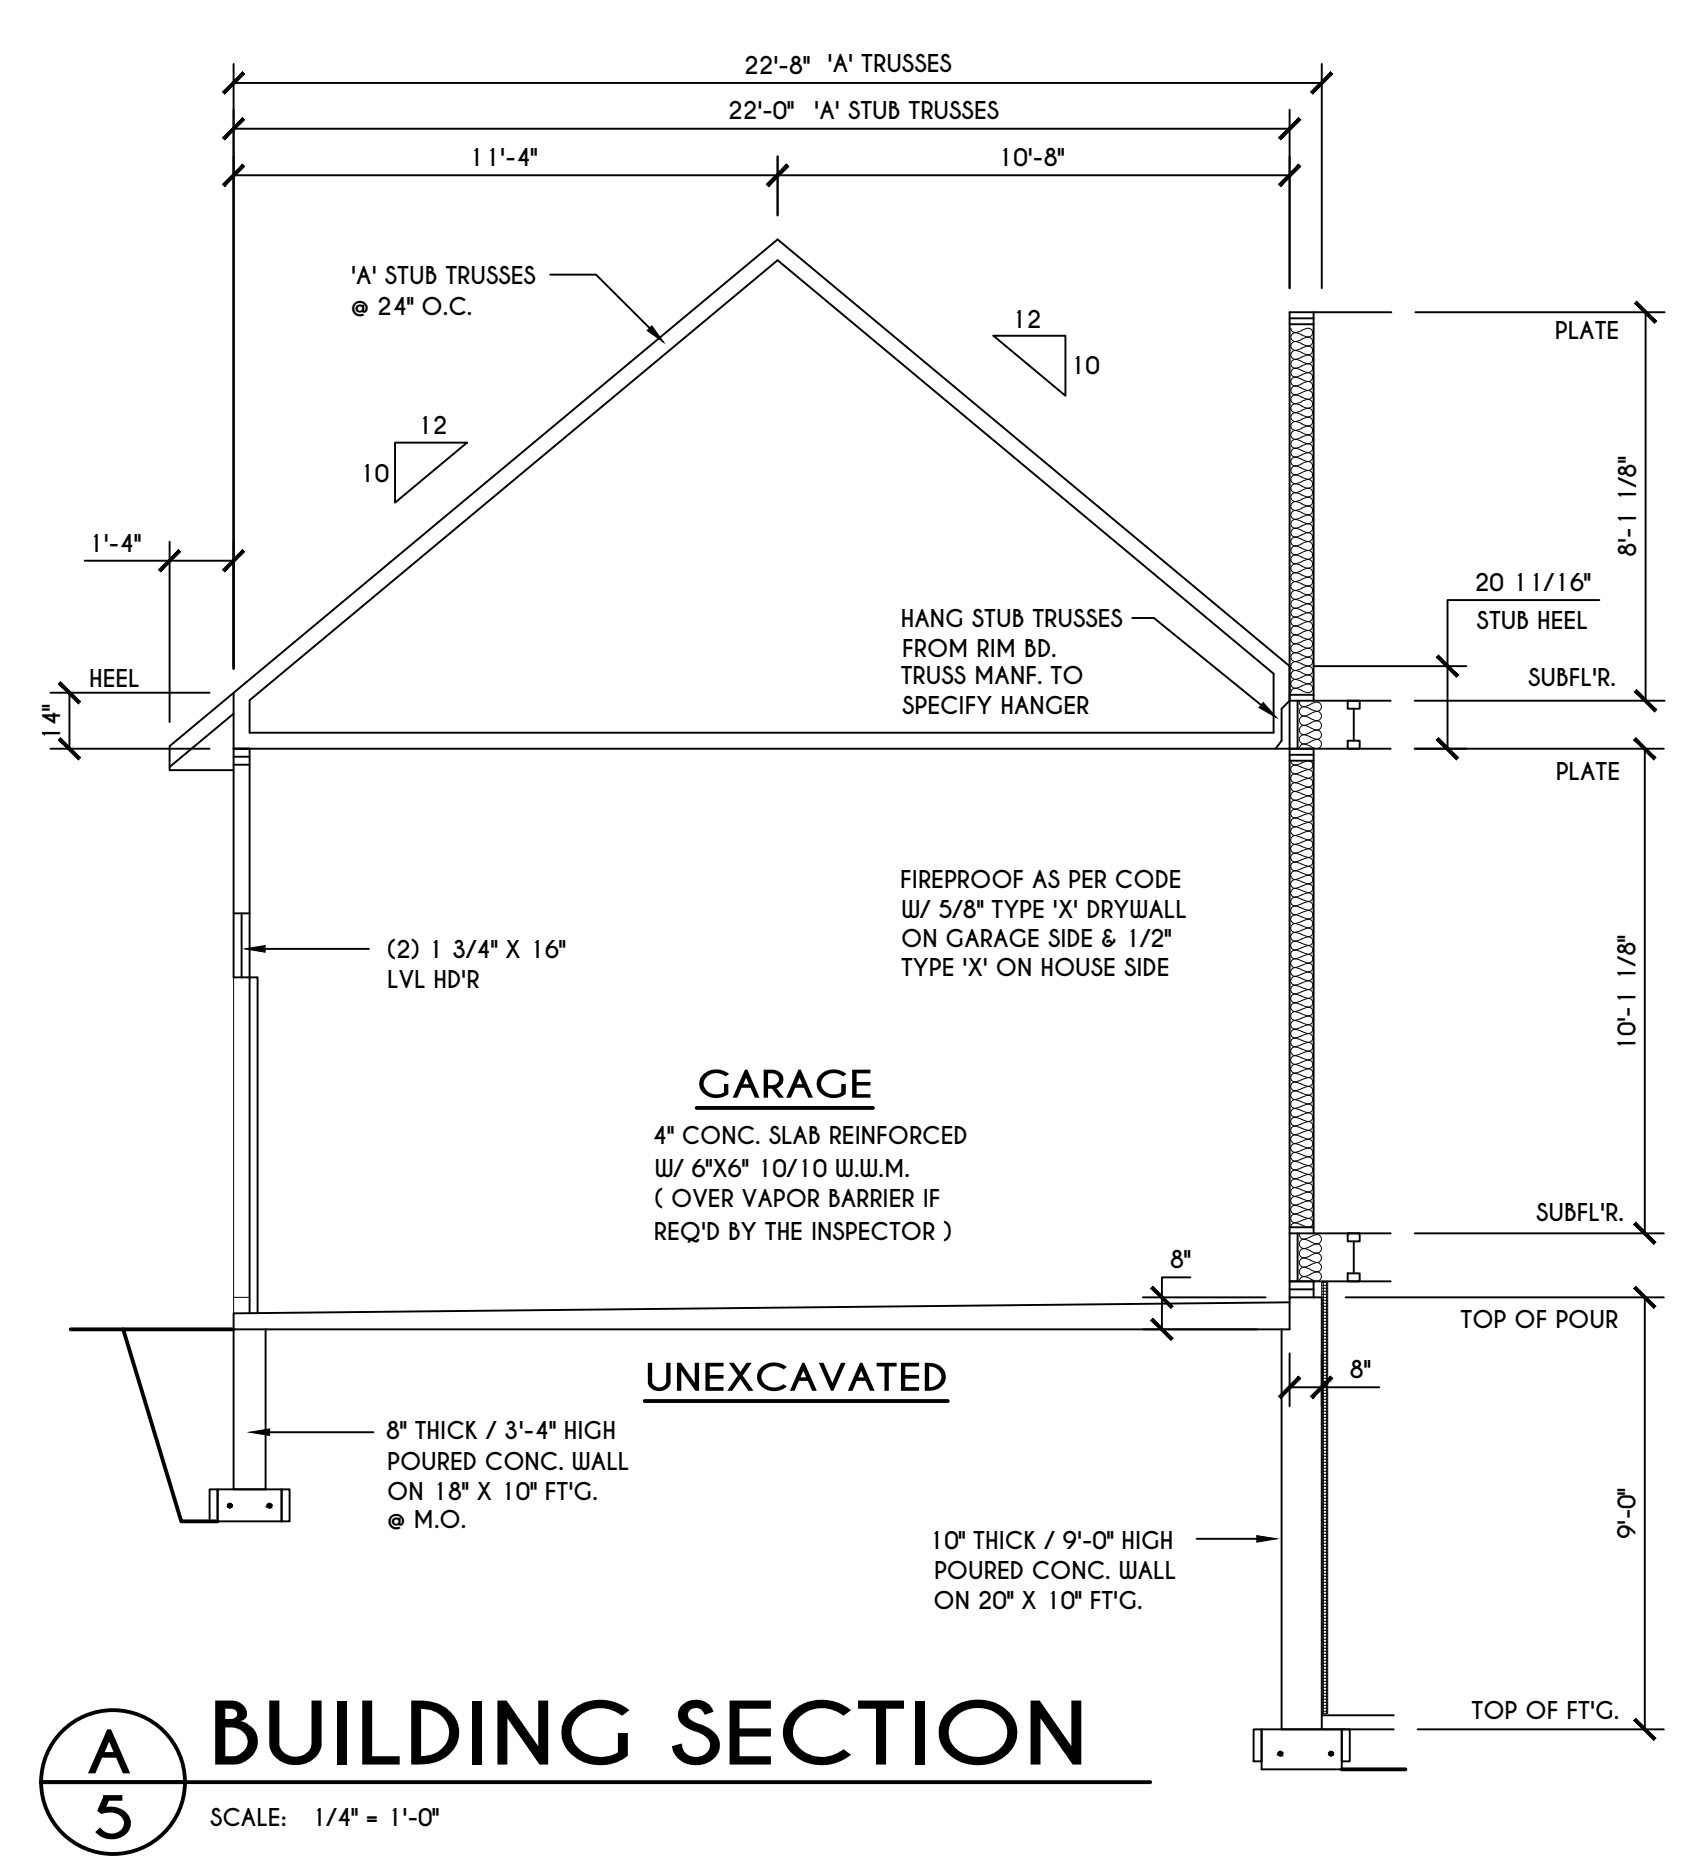 22'-8" 'A' TRUSSES
22'-0" 'A' STUB TRUSSES
11'-4"
10'-8"
'A' STUB TRUSSES
@ 24" O.C.
12
10
12
10
PLATE
8'-1 1/8"
1'-4"
20 11/16"
STUB HEEL
HANG STUB TRUSSES
FROM RIM BD.
TRUSS MANF. TO
SPECIFY HANGER
HEEL
14"
SUBFL'R.
PLATE
FIREPROOF AS PER CODE
W/ 5/8" TYPE 'X' DRYWALL
ON GARAGE SIDE & 1/2"
TYPE 'X' ON HOUSE SIDE
(2) 1 3/4" X 16"
LVL HD'R
10'-1 1/8"
GARAGE
4" CONC. SLAB REINFORCED
W/ 6"X6" 10/10 W.W.M.
( OVER VAPOR BARRIER IF
REQ'D BY THE INSPECTOR )
SUBFL'R.
8"
TOP OF POUR
UNEXCAVATED
8"
8" THICK / 3'-4" HIGH
POURED CONC. WALL
ON 18" X 10" FT'G.
@ M.O.
9'-0"
10" THICK / 9'-0" HIGH
POURED CONC. WALL
ON 20" X 10" FT'G.
TOP OF FT'G.
A
5
BUILDING SECTION
SCALE: 1/4" = 1'-0"